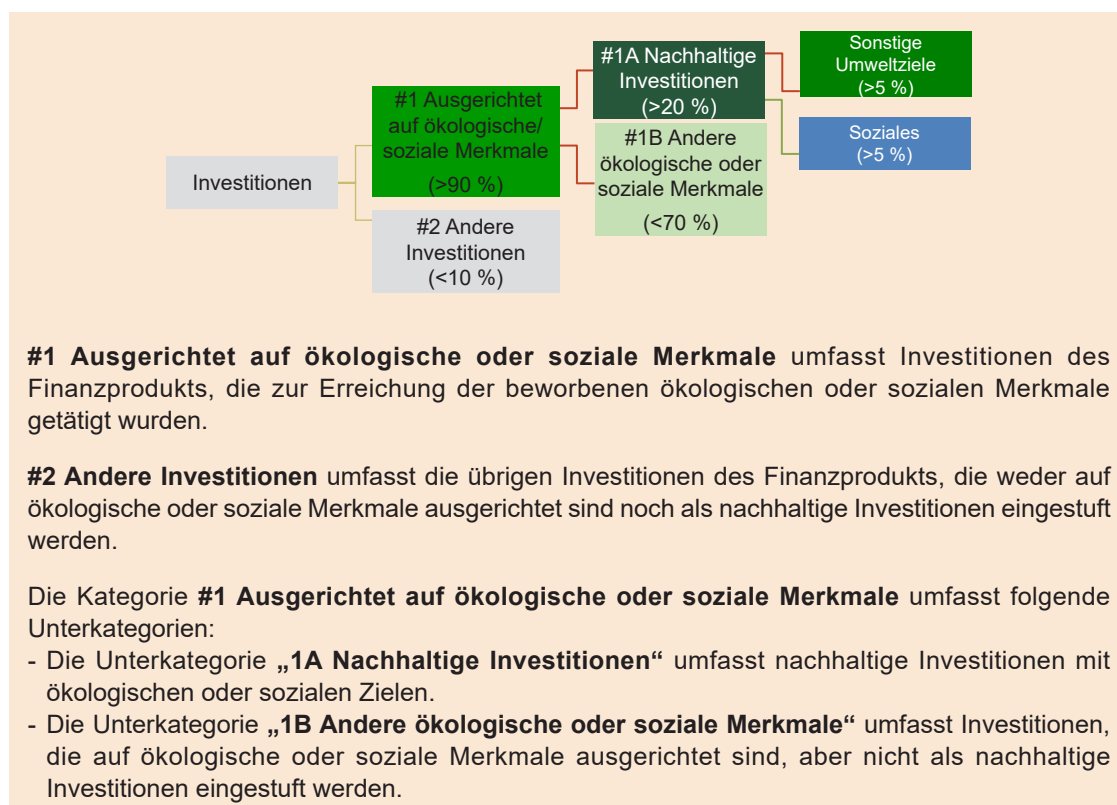 Investitionen
#1 Ausgerichtet
auf ökologische/
soziale Merkmale
(>90 %)
#2 Andere
Investitionen
(<10 %)
#1A Nachhaltige
Investitionen
(>20 %)
#1B Andere
ökologische oder
soziale Merkmale
(<70 %)
Sonstige
Umweltziele
(>5 %)
Soziales
(>5 %)
#1 Ausgerichtet auf ökologische oder soziale Merkmale umfasst Investitionen des
Finanzprodukts, die zur Erreichung der beworbenen ökologischen oder sozialen Merkmale
getätigt wurden.
#2 Andere Investitionen umfasst die übrigen Investitionen des Finanzprodukts, die weder auf
ökologische oder soziale Merkmale ausgerichtet sind noch als nachhaltige Investitionen eingestuft
werden.
Die Kategorie #1 Ausgerichtet auf ökologische oder soziale Merkmale umfasst folgende
Unterkategorien:
- Die Unterkategorie „1A Nachhaltige Investitionen“ umfasst nachhaltige Investitionen mit
ökologischen oder sozialen Zielen.
- Die Unterkategorie „1B Andere ökologische oder soziale Merkmale“ umfasst Investitionen,
die auf ökologische oder soziale Merkmale ausgerichtet sind, aber nicht als nachhaltige
Investitionen eingestuft werden.